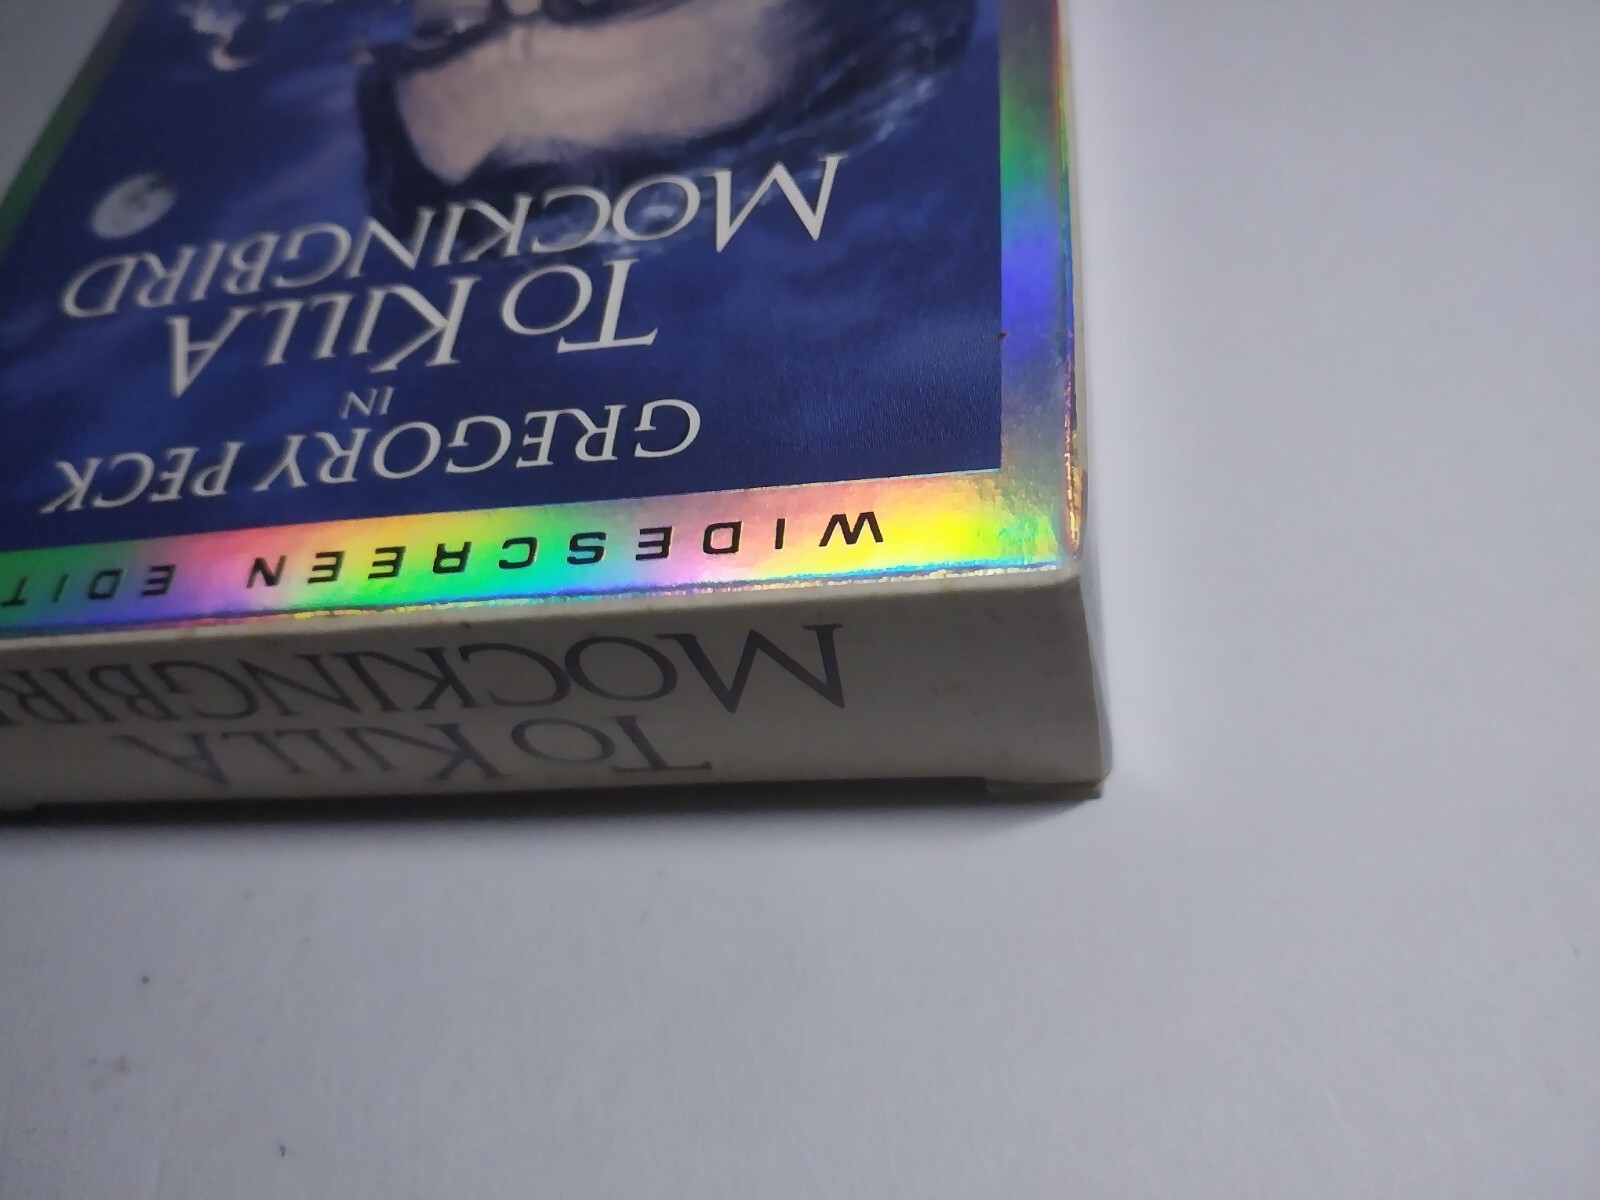 TO KILL A
MOCKINGBIR
WIDESCREEN EDIT
GREGORY PECK
IN
TO KILL A
MOCKINGBIRD